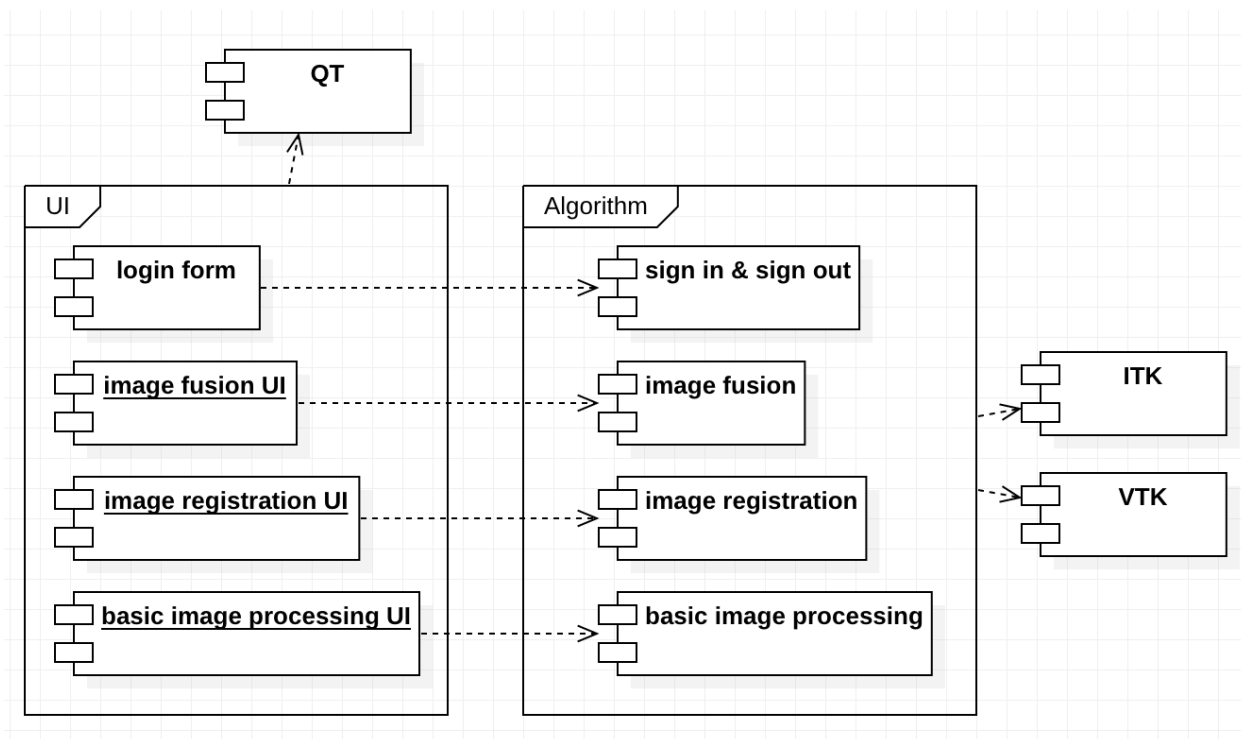 QT
UI
login form
image fusion UI
image registration UI
basic image processing UI
Algorithm
sign in & sign out
image fusion
image registration
basic image processing
ITK
VTK